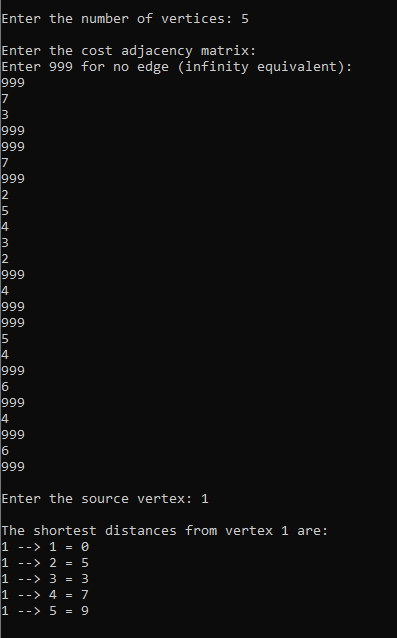 Enter the number of vertices: 5
Enter the cost adjacency matrix:
Enter 999 for no edge (infinity equivalent):
999
7
3
999
999
7
999
2
5
4
3
2
999
4
999
999
5
4
999
6
999
4
999
6
999
Enter the source vertex: 1
The shortest distances from vertex 1 are:
1 --> 1 = 0
1 --> 2 = 5
1 --> 3 = 3
1 --> 4 = 7
1 --> 5 = 9